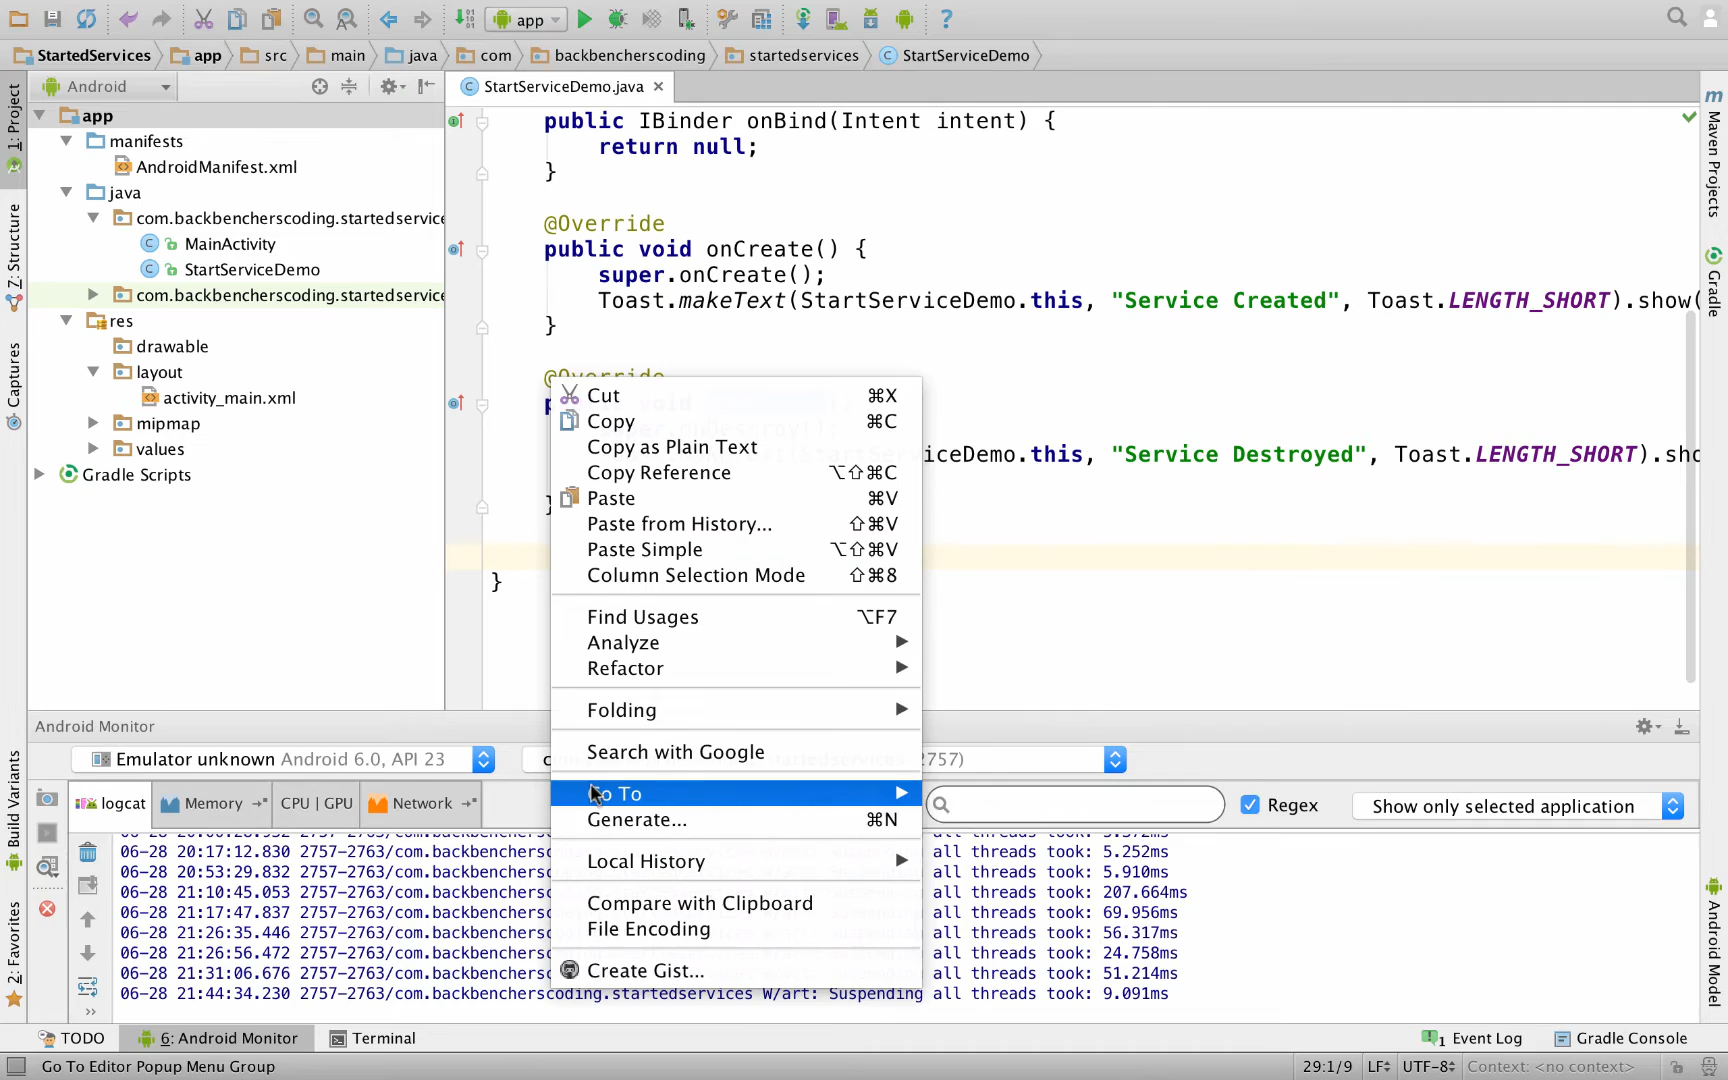 app
StartedServices app src main java com backbencherscoding startedservices StartServiceDemo
Android
StartServiceDemo.java
1: Project
Z: Structure
Captures
Build Variants
2: Favorites
app
manifests
AndroidManifest.xml
java
com.backbencherscoding.startedservice
MainActivity
StartServiceDemo
com.backbencherscoding.startedservice
res
drawable
layout
activity_main.xml
mipmap
values
Gradle Scripts
public IBinder onBind(Intent intent) {
return null;
}
@Override
public void onCreate() {
super.onCreate();
Toast.makeText(StartServiceDemo.this, "Service Created", Toast.LENGTH_SHORT).show(
}
@Override
void
iceDemo.this, "Service Destroyed", Toast.LENGTH_SHORT).sho
}
}
Cut ⌘X
Copy ⌘C
Copy as Plain Text
Copy Reference ⌥⇧⌘C
Paste ⌘V
Paste from History... ⇧⌘V
Paste Simple ⌥⇧⌘V
Column Selection Mode ⇧⌘8
Find Usages ⌥F7
Analyze
Refactor
Folding
Search with Google
Go To
Generate... ⌘N
Local History
Compare with Clipboard
File Encoding
Create Gist...
Maven Projects
Gradle
Android Model
Android Monitor
Emulator unknown Android 6.0, API 23
2757)
logcat Memory CPU | GPU Network
Regex Show only selected application
06-28 20:17:12.830 2757-2763/com.backbenchersc all threads took: 5.252ms
06-28 20:53:29.832 2757-2763/com.backbenchersc all threads took: 5.910ms
06-28 21:10:45.053 2757-2763/com.backbenchersc all threads took: 207.664ms
06-28 21:17:47.837 2757-2763/com.backbenchersc all threads took: 69.956ms
06-28 21:26:35.446 2757-2763/com.backbenchersc all threads took: 56.317ms
06-28 21:26:56.472 2757-2763/com.backbenchersc all threads took: 24.758ms
06-28 21:31:06.676 2757-2763/com.backbenchersc all threads took: 51.214ms
06-28 21:44:34.230 2757-2763/com.backbencherscoding.startedservices W/art: Suspending all threads took: 9.091ms
TODO 6: Android Monitor Terminal 1 Event Log Gradle Console
Go To Editor Popup Menu Group 29:1/9 LF UTF-8 Context: <no context>